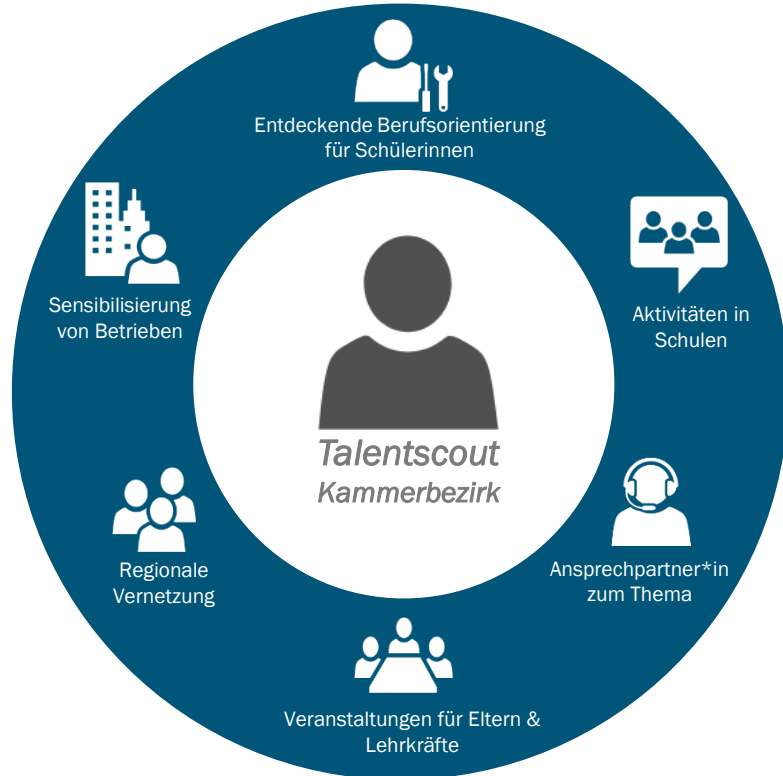 Entdeckende Berufsorientierung
für Schülerinnen
Aktivitäten in
Schulen
Ansprechpartner*in
zum Thema
Veranstaltungen für Eltern &
Lehrkräfte
Regionale
Vernetzung
Sensibilisierung
von Betrieben
Talentscout
Kammerbezirk